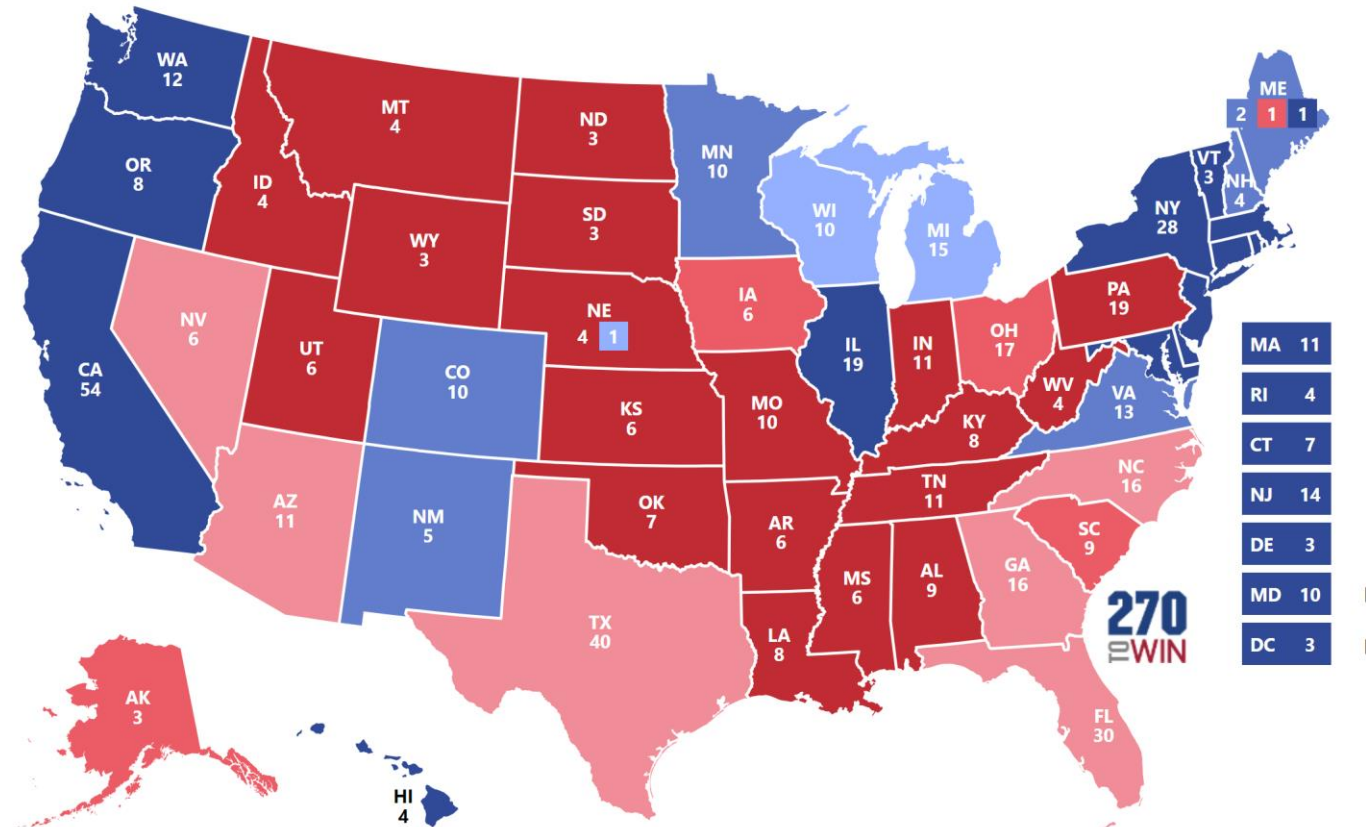 WA
12
OR
8
CA
54
NV
6
ID
4
MT
4
WY
3
UT
6
AZ
11
CO
10
NM
5
ND
3
SD
3
NE
4 1
KS
6
OK
7
TX
40
MN
10
IA
6
MO
10
AR
6
LA
8
WI
10
IL
19
MI
15
IN
11
OH
17
KY
8
TN
11
MS
6
AL
9
GA
16
FL
30
SC
9
NC
16
VA
13
WV
4
PA
19
NY
28
VT
3
NH
4
ME
2 1 1
MA 11
RI 4
CT 7
NJ 14
DE 3
MD 10
DC 3
270
TO WIN
AK
3
HI
4